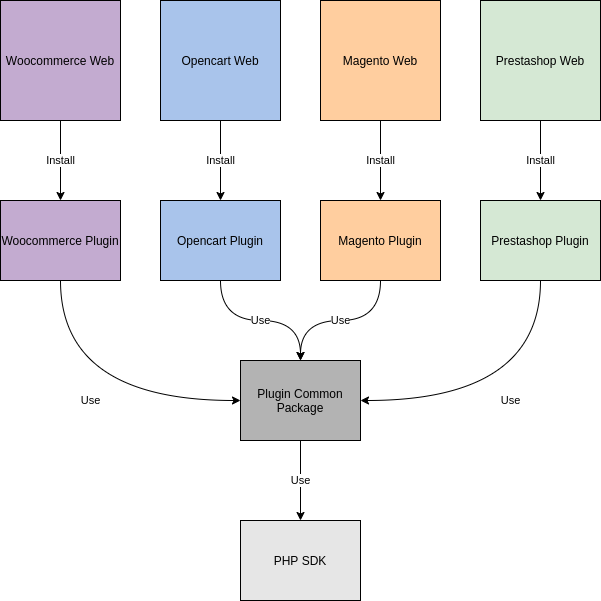 Woocommerce Web
Opencart Web
Magento Web
Prestashop Web
Install
Install
Install
Install
Woocommerce Plugin
Opencart Plugin
Magento Plugin
Prestashop Plugin
Use
Use
Use
Use
Plugin Common
Package
Use
PHP SDK